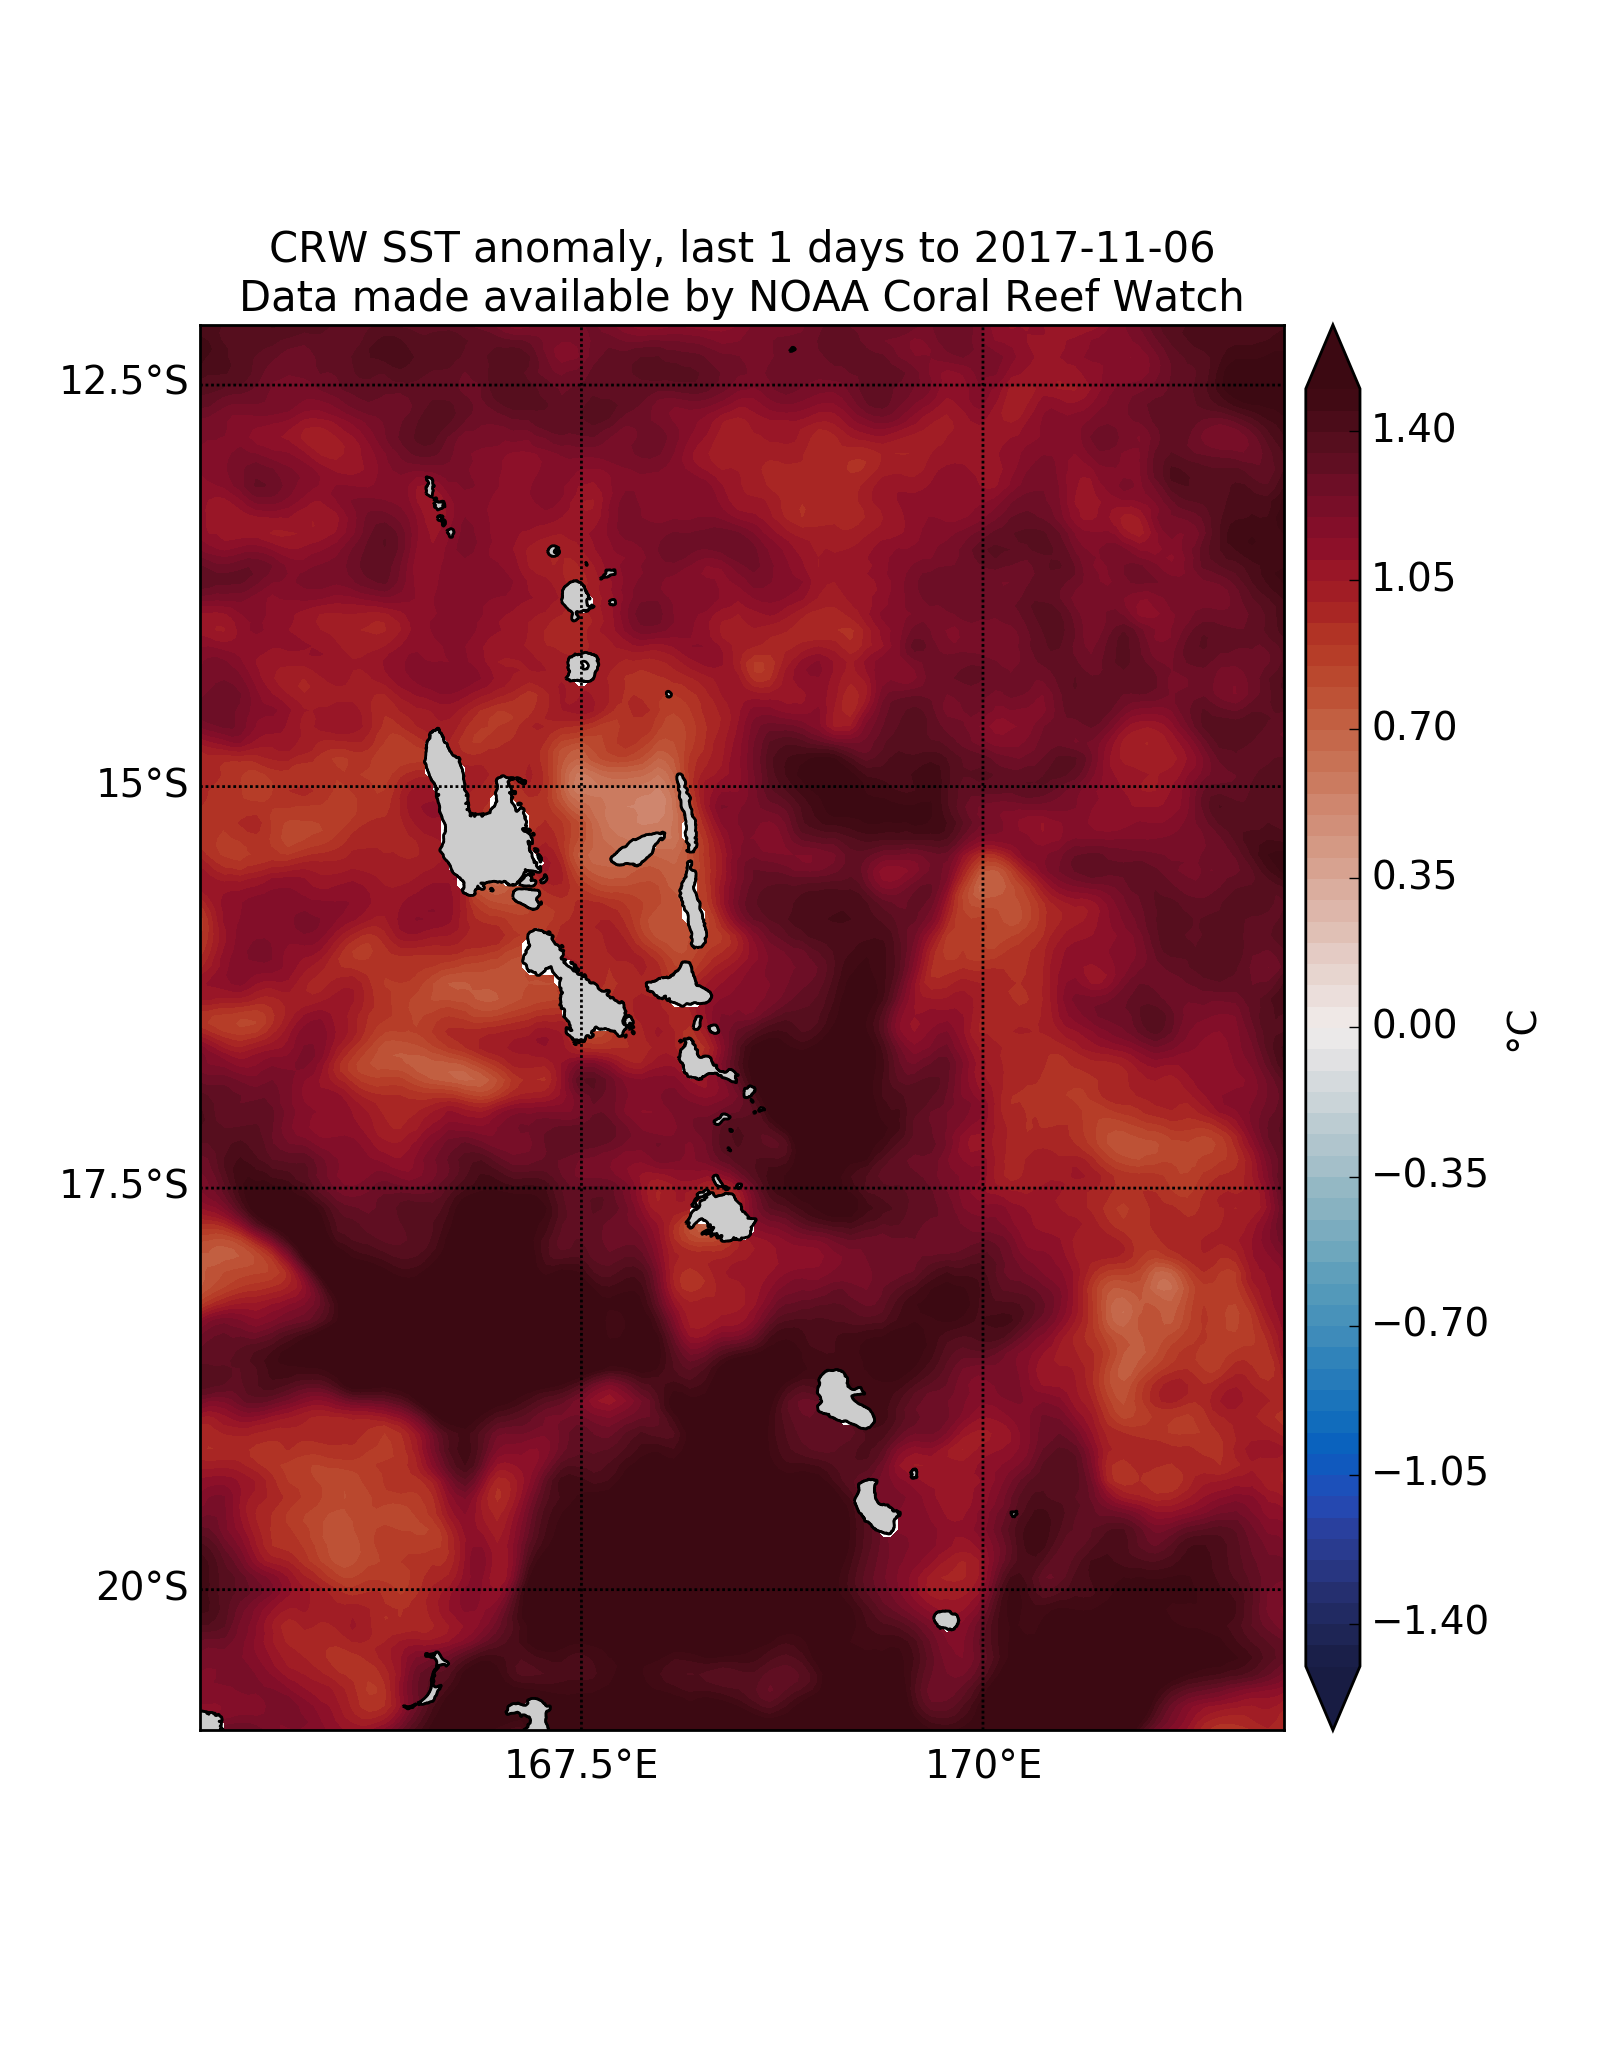 CRW SST anomaly, last 1 days to 2017-11-06
Data made available by NOAA Coral Reef Watch
12.5°S
15°S
17.5°S
20°S
167.5°E
170°E
1.40
1.05
0.70
0.35
0.00
−0.35
−0.70
−1.05
−1.40
°C